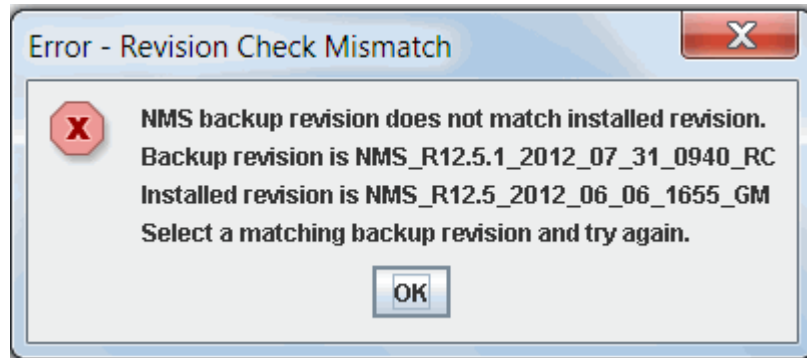 Error - Revision Check Mismatch
NMS backup revision does not match installed revision.
Backup revision is NMS_R12.5.1_2012_07_31_0940_RC
Installed revision is NMS_R12.5_2012_06_06_1655_GM
Select a matching backup revision and try again.
OK